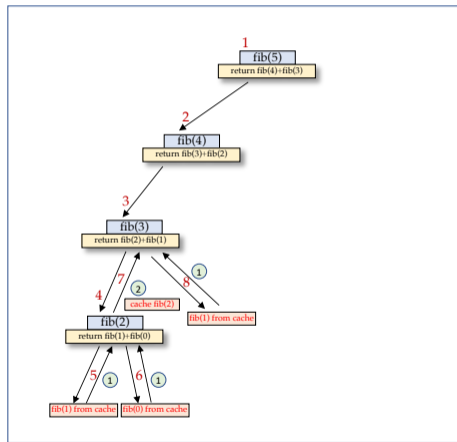 1
fib(5)
return fib(4)+fib(3)
2
fib(4)
return fib(3)+fib(2)
3
fib(3)
return fib(2)+fib(1)
1
7
8
4
2
cache fib(2)
fib(1) from cache
fib(2)
return fib(1)+fib(0)
5
1
6
1
fib(1) from cache
fib(0) from cache